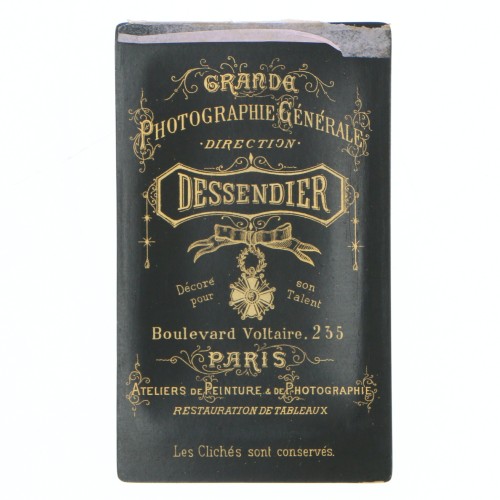 GRANDE
PHOTOGRAPHIE GÉNÉRALE
DIRECTION
DESSENDIER
Décoré pour son Talent
Boulevard Voltaire. 235
PARIS
ATELIERS DE PEINTURE & DE PHOTOGRAPHIE
RESTAURATION DE TABLEAUX
Les Clichés sont conservés.